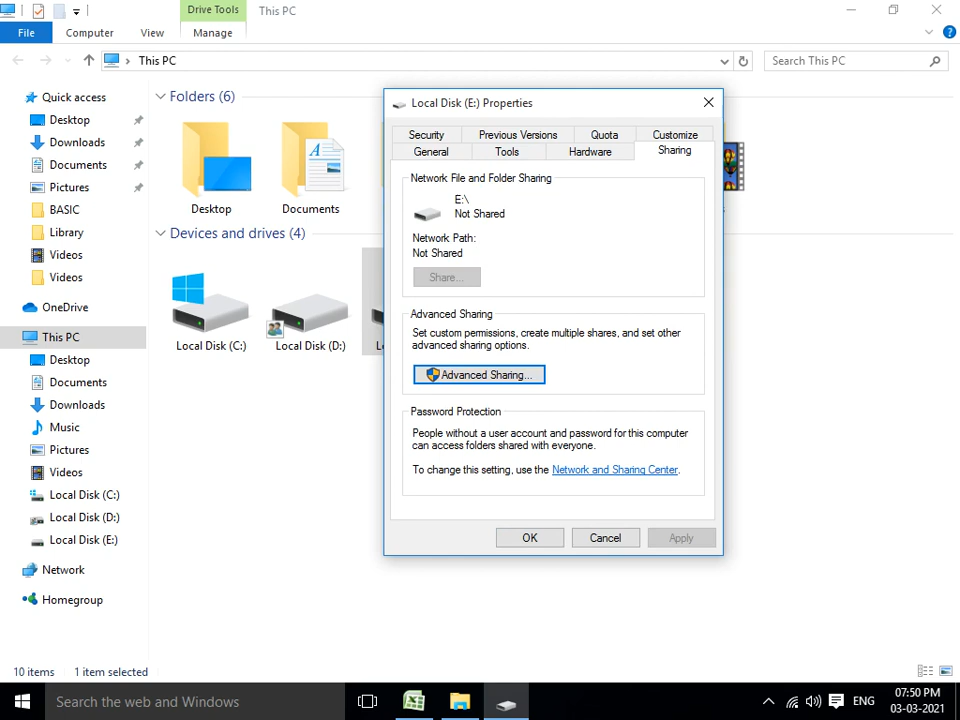 Drive Tools
This PC
File
Computer
View
Manage
This PC
Search This PC
Quick access
Desktop
Downloads
Documents
Pictures
BASIC
Library
Videos
Videos
OneDrive
This PC
Desktop
Documents
Downloads
Music
Pictures
Videos
Local Disk (C:)
Local Disk (D:)
Local Disk (E:)
Network
Homegroup
Folders (6)
Desktop
Documents
Devices and drives (4)
Local Disk (C:)
Local Disk (D:)
Local Disk (E:) Properties
Security
Previous Versions
Quota
Customize
General
Tools
Hardware
Sharing
Network File and Folder Sharing
E:\
Not Shared
Network Path:
Not Shared
Share...
Advanced Sharing
Set custom permissions, create multiple shares, and set other
advanced sharing options.
Advanced Sharing...
Password Protection
People without a user account and password for this computer
can access folders shared with everyone.
To change this setting, use the Network and Sharing Center.
OK
Cancel
Apply
10 items
1 item selected
Search the web and Windows
ENG
07:50 PM
03-03-2021